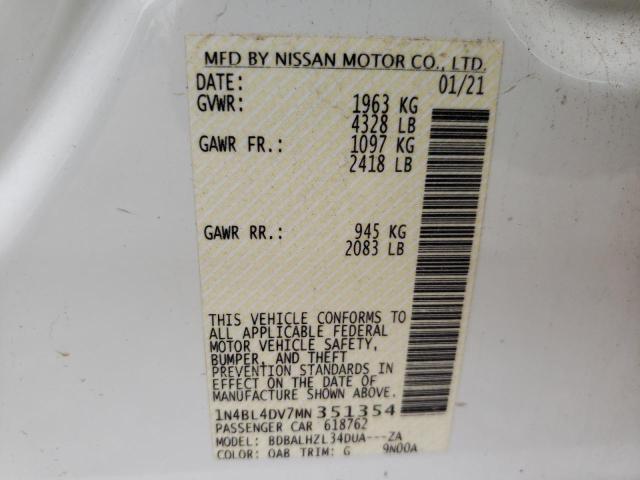 MFD BY NISSAN MOTOR CO., LTD.
DATE: 01/21
GVWR: 1963 KG
4328 LB
GAWR FR.: 1097 KG
2418 LB
GAWR RR.: 945 KG
2083 LB
THIS VEHICLE CONFORMS TO
ALL APPLICABLE FEDERAL
MOTOR VEHICLE SAFETY,
BUMPER, AND THEFT
PREVENTION STANDARDS IN
EFFECT ON THE DATE OF
MANUFACTURE SHOWN ABOVE.
1N4BL4DV7MN351354
PASSENGER CAR 618762
MODEL: BDBALHZL34DUA---ZA
COLOR: QAB TRIM: G 9N00A